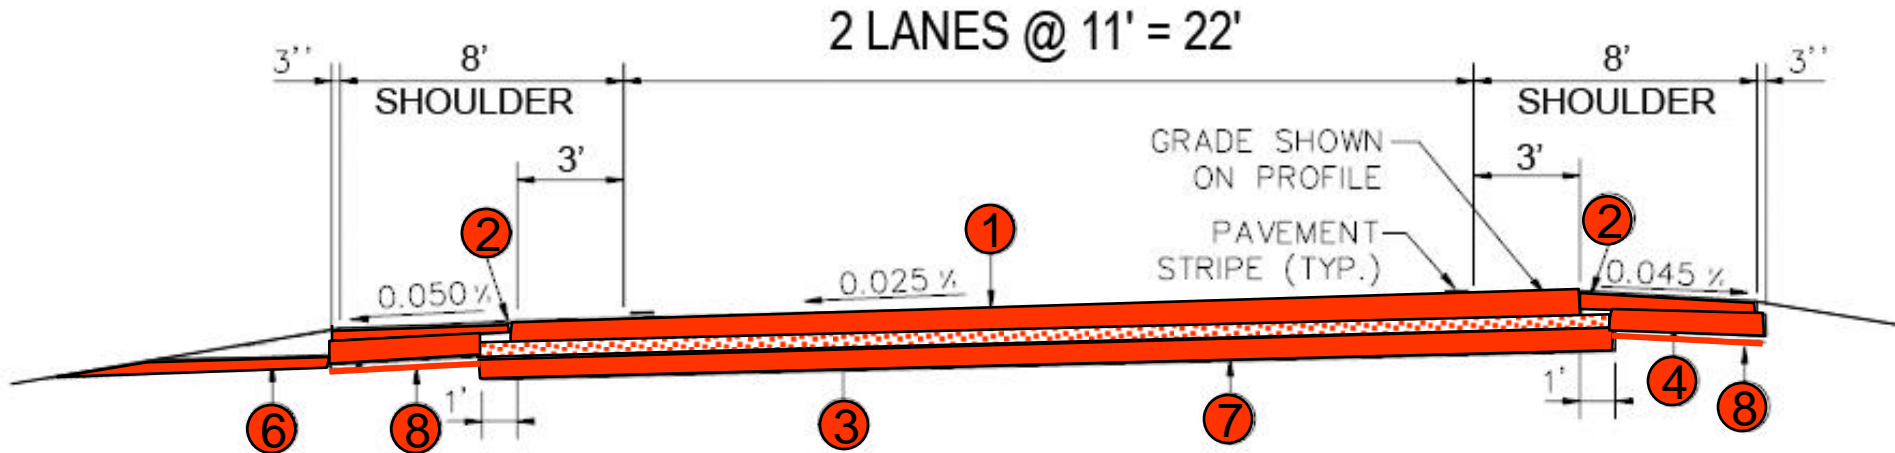 2 LANES @ 11' = 22'
3'' 8' 8' 3''
SHOULDER SHOULDER
GRADE SHOWN
ON PROFILE
3' 3'
PAVEMENT
STRIPE (TYP.)
2 1 2
0.050 ⁄ 0.025 ⁄ 0.045 ⁄
1' 1'
6 8 3 7 4 8